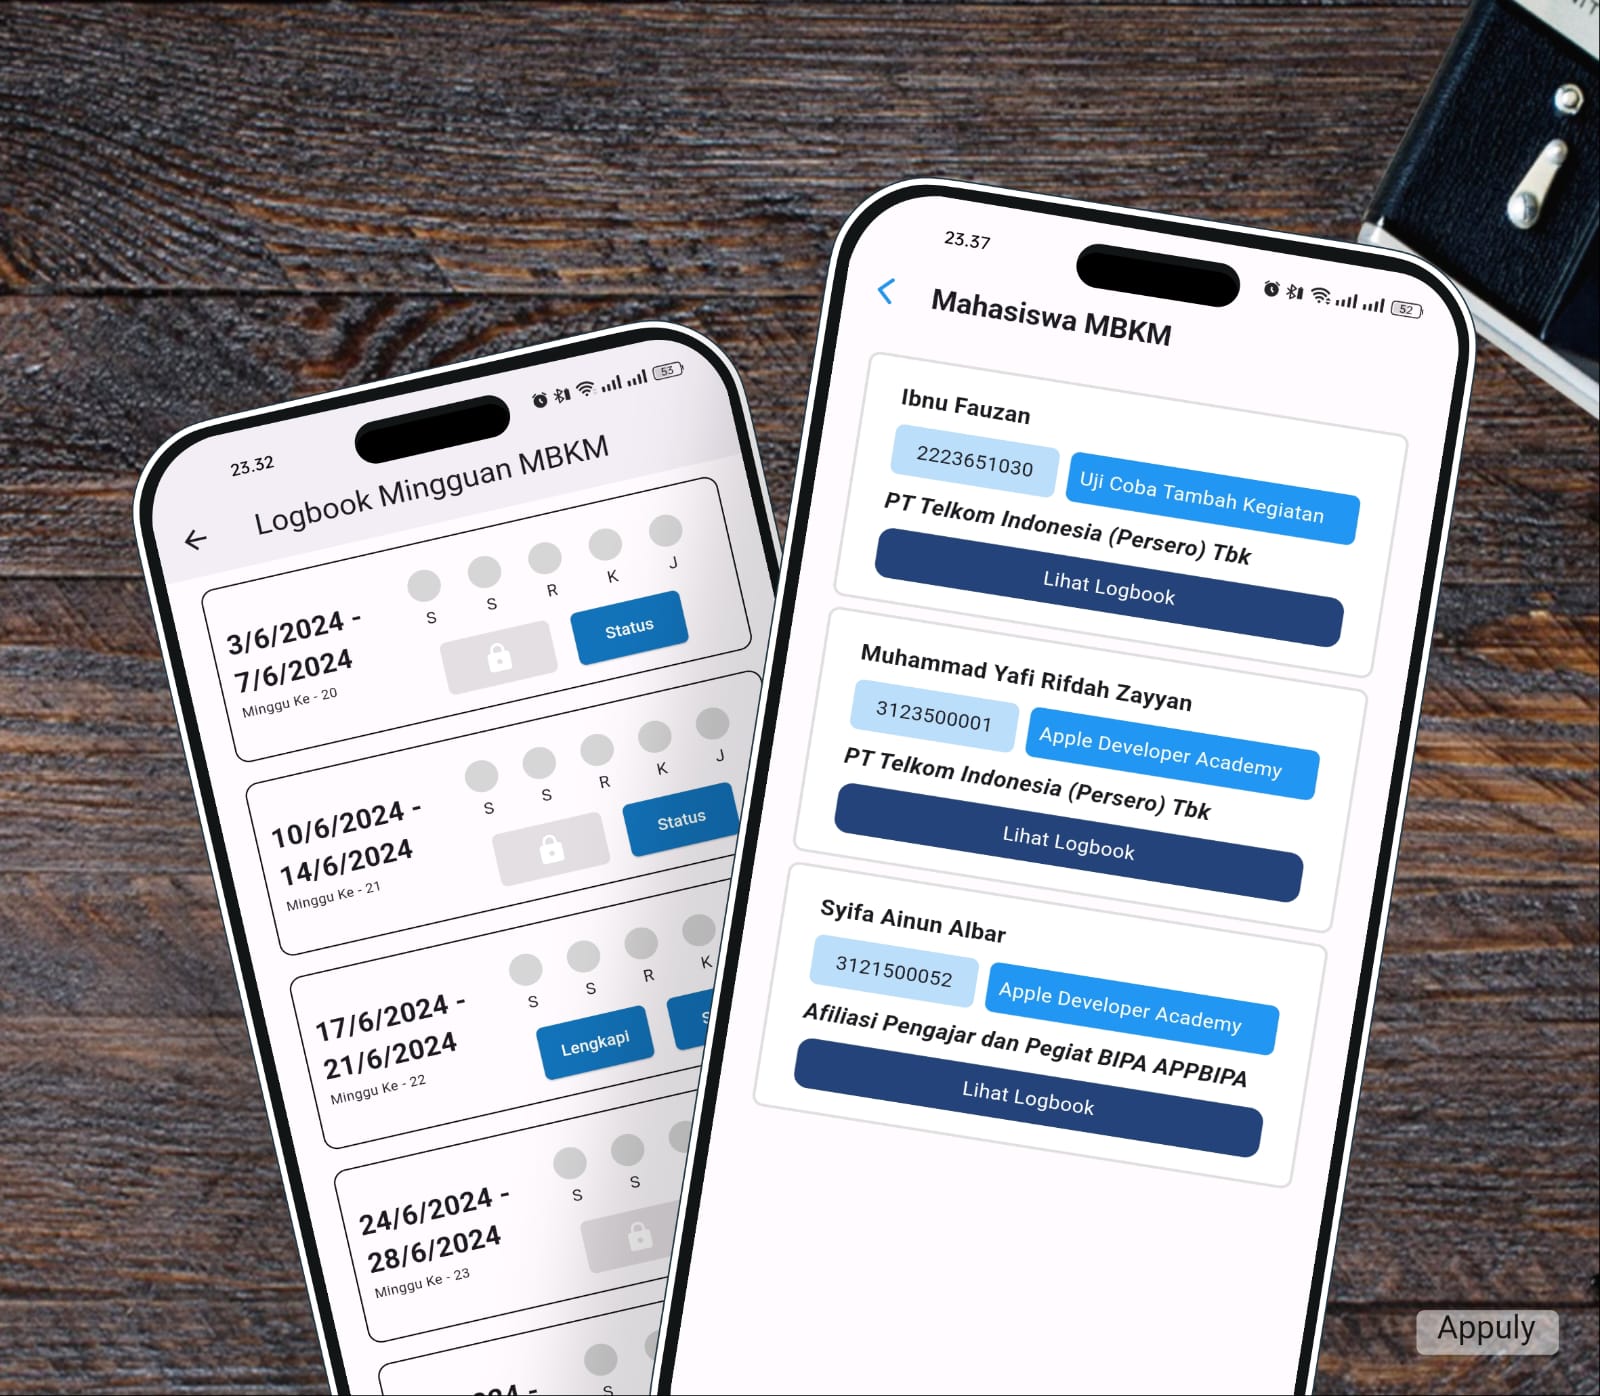 23.32
53
Logbook Mingguan MBKM
S S R K J
3/6/2024 -
7/6/2024
Minggu Ke - 20
Status
S S R K J
10/6/2024 -
14/6/2024
Minggu Ke - 21
Status
S S R K
17/6/2024 -
21/6/2024
Minggu Ke - 22
Lengkapi
S S
24/6/2024 -
28/6/2024
Minggu Ke - 23
S
23.37
52
Mahasiswa MBKM
Ibnu Fauzan
2223651030
Uji Coba Tambah Kegiatan
PT Telkom Indonesia (Persero) Tbk
Lihat Logbook
Muhammad Yafi Rifdah Zayyan
3123500001
Apple Developer Academy
PT Telkom Indonesia (Persero) Tbk
Lihat Logbook
Syifa Ainun Albar
3121500052
Apple Developer Academy
Afiliasi Pengajar dan Pegiat BIPA APPBIPA
Lihat Logbook
Appuly